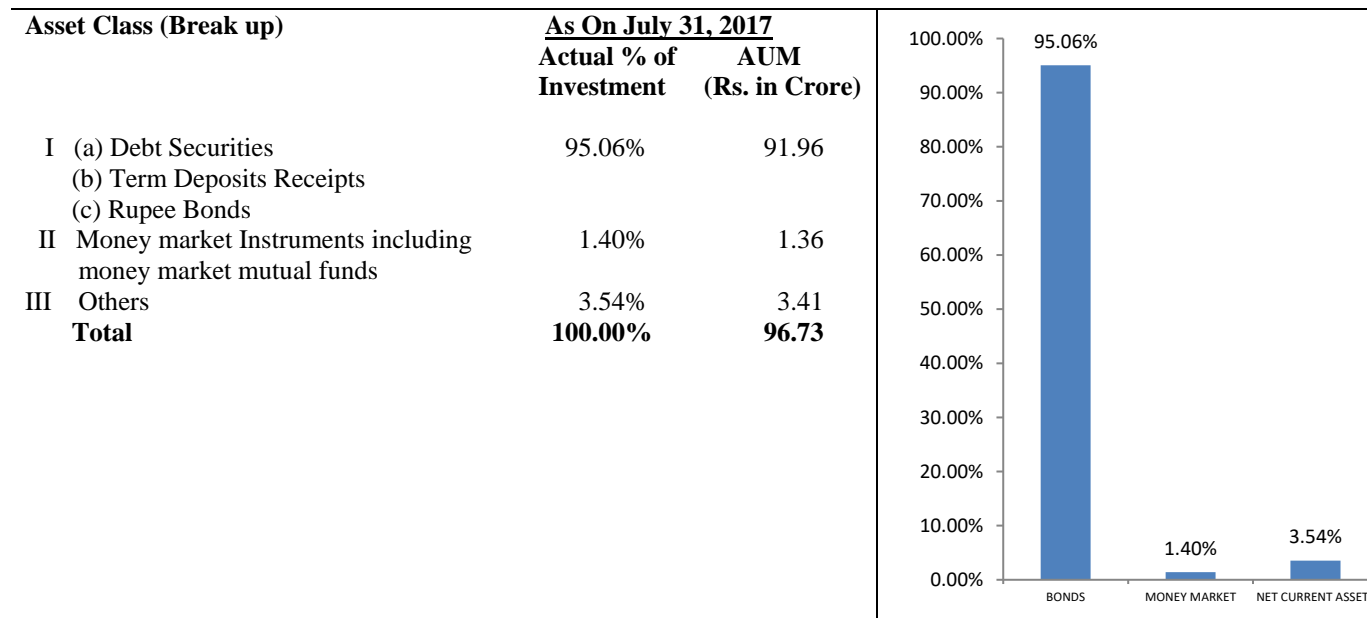 Asset Class (Break up) As On July 31, 2017
Actual % of AUM
Investment (Rs. in Crore)
I (a) Debt Securities 95.06% 91.96
(b) Term Deposits Receipts
(c) Rupee Bonds
II Money market Instruments including 1.40% 1.36
money market mutual funds
III Others 3.54% 3.41
Total 100.00% 96.73
100.00%
90.00%
80.00%
70.00%
60.00%
50.00%
40.00%
30.00%
20.00%
10.00%
0.00%
95.06%
1.40%
3.54%
BONDS MONEY MARKET NET CURRENT ASSET